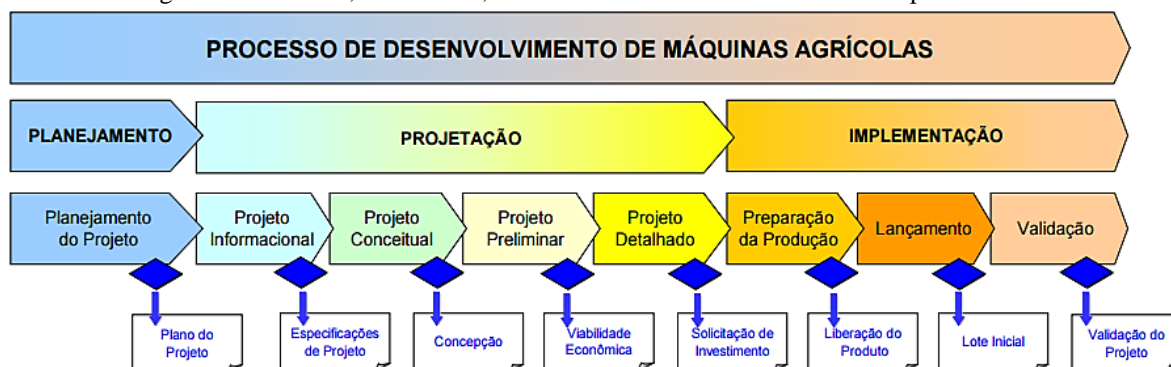 PROCESSO DE DESENVOLVIMENTO DE MÁQUINAS AGRÍCOLAS
PLANEJAMENTO
PROJETAÇÃO
IMPLEMENTAÇÃO
Planejamento
do Projeto
Projeto
Informacional
Projeto
Conceitual
Projeto
Preliminar
Projeto
Detalhado
Preparação
da Produção
Lançamento
Validação
Plano do
Projeto
Especificações
de Projeto
Concepção
Viabilidade
Econômica
Solicitação de
Investimento
Liberação do
Produto
Lote Inicial
Validação do
Projeto